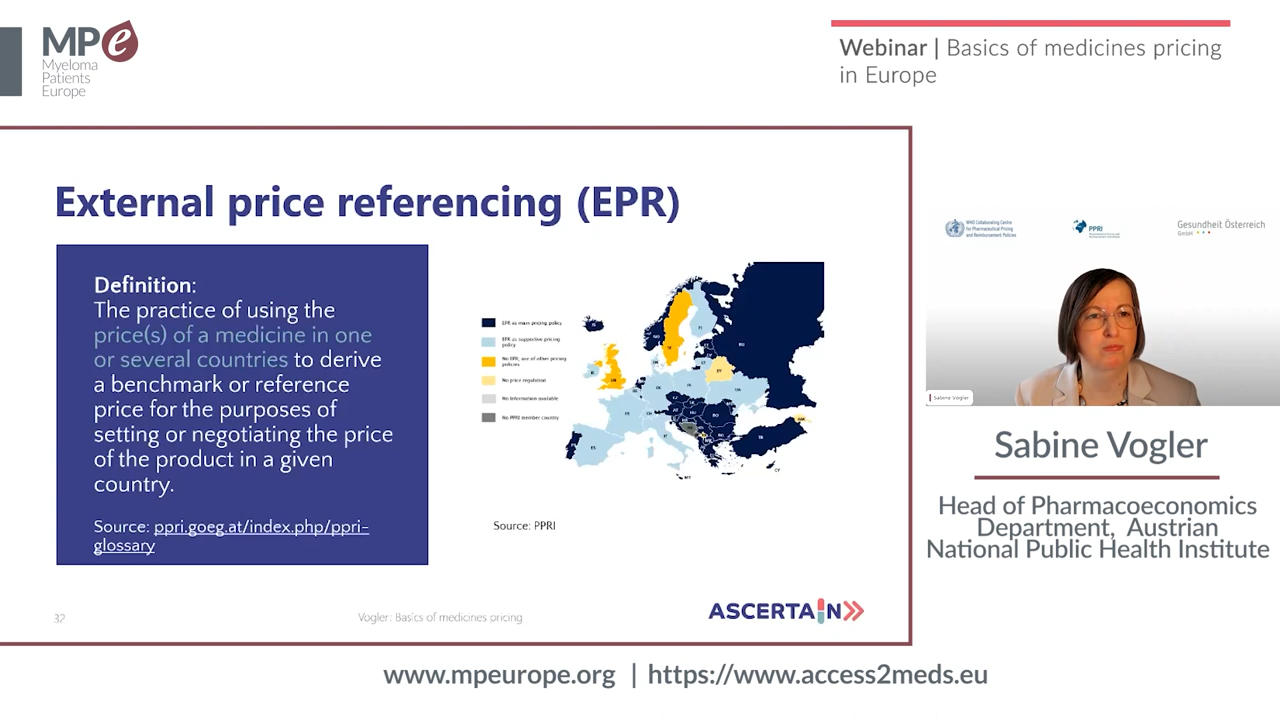 MPe
Myeloma
Patients
Europe
Webinar | Basics of medicines pricing
in Europe
External price referencing (EPR)
Definition:
The practice of using the
price(s) of a medicine in one
or several countries to derive
a benchmark or reference
price for the purposes of
setting or negotiating the price
of the product in a given
country.
Source: ppri.goeg.at/index.php/ppri-
glossary
EPR as main pricing policy
EPR as supportive pricing
policy
No EPR, use of other pricing
policies
No price regulation
No information available
No PPRI member country
Source: PPRI
32
Vogler: Basics of medicines pricing
ASCERTAIN
WHO Collaborating Centre
for Pharmaceutical Pricing
and Reimbursement Policies
PPRI
Gesundheit Österreich
GmbH
Sabine Vogler
Sabine Vogler
Head of Pharmacoeconomics
Department, Austrian
National Public Health Institute
www.mpeurope.org | https://www.access2meds.eu